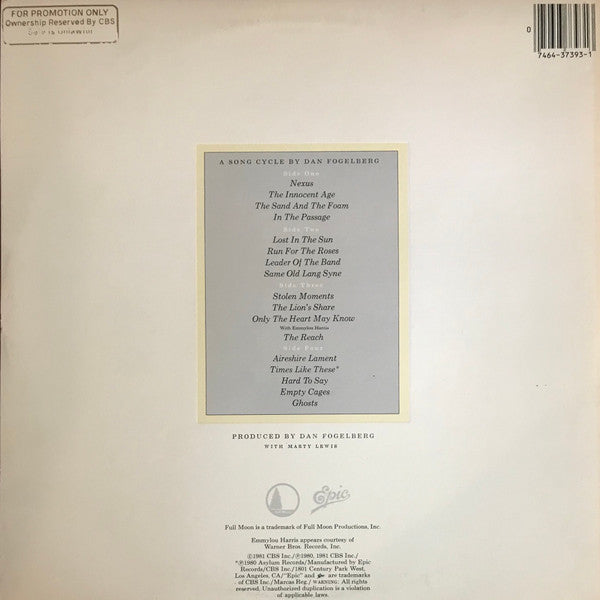 FOR PROMOTION ONLY
Ownership Reserved By CBS
Sale is Unlawful
0
7464-37393-1
A SONG CYCLE BY DAN FOGELBERG
Side One
Nexus
The Innocent Age
The Sand And The Foam
In The Passage
Side Two
Lost In The Sun
Run For The Roses
Leader Of The Band
Same Old Lang Syne
Side Three
Stolen Moments
The Lion's Share
Only The Heart May Know
With Emmylou Harris
The Reach
Side Four
Aireshire Lament
Times Like These*
Hard To Say
Empty Cages
Ghosts
PRODUCED BY DAN FOGELBERG
WITH MARTY LEWIS
Epic
Full Moon is a trademark of Full Moon Productions, Inc.
Emmylou Harris appears courtesy of
Warner Bros. Records, Inc.
©1981 CBS Inc./℗1980, 1981 CBS Inc./
*℗1980 Asylum Records/Manufactured by Epic
Records/CBS Inc./1801 Century Park West,
Los Angeles, CA/"Epic" and are trademarks
of CBS Inc./Marcas Reg./WARNING: All rights
reserved. Unauthorized duplication is a violation
of applicable laws.